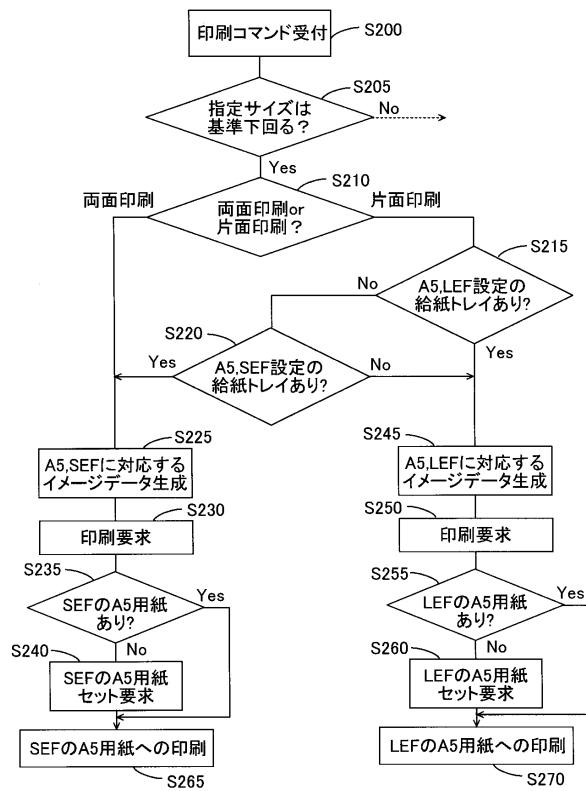 印刷コマンド受付
S200
指定サイズは
基準下回る？
S205
No
Yes
S210
両面印刷
両面印刷or
片面印刷？
片面印刷
S215
A5,LEF設定の
給紙トレイあり?
No
Yes
S220
A5,SEF設定の
給紙トレイあり?
Yes
No
S225
A5,SEFに対応する
イメージデータ生成
S230
印刷要求
S235
SEFのA5用紙
あり?
Yes
No
S240
SEFのA5用紙
セット要求
SEFのA5用紙への印刷
S265
S245
A5,LEFに対応する
イメージデータ生成
S250
印刷要求
S255
LEFのA5用紙
あり?
Yes
No
S260
LEFのA5用紙
セット要求
LEFのA5用紙への印刷
S270